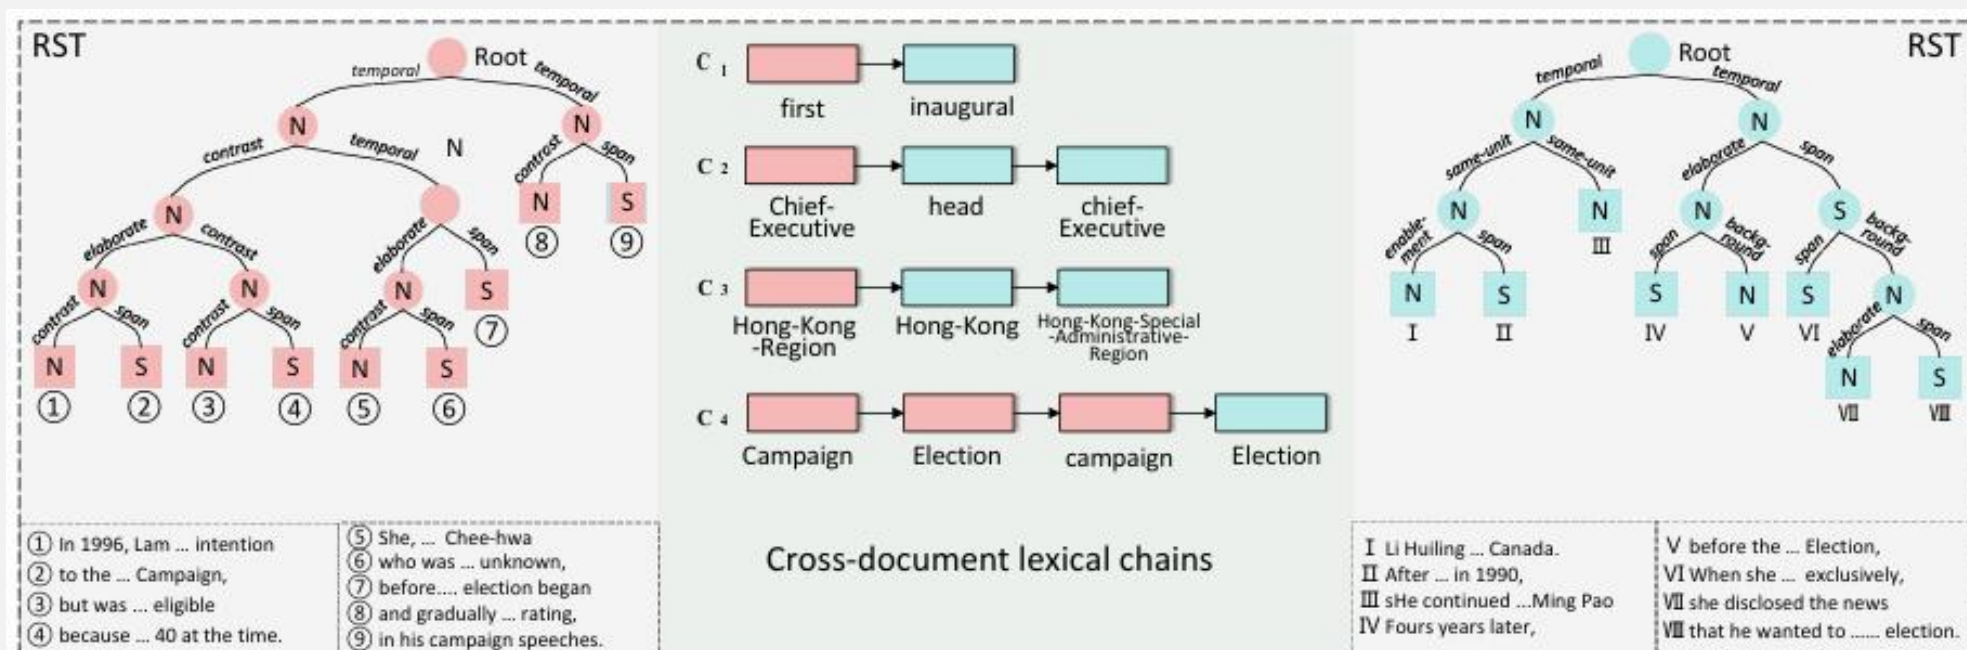 RST
Root
temporal
temporal
N
N
N
contrast
temporal
contrast
span
N
N
S
⑧
⑨
elaborate
contrast
elaborate
span
N
N
N
S
⑦
contrast
span
contrast
span
contrast
span
N
S
N
S
N
S
①
②
③
④
⑤
⑥
① In 1996, Lam ... intention
② to the ... Campaign,
③ but was ... eligible
④ because ... 40 at the time.
⑤ She, ... Chee-hwa
⑥ who was ... unknown,
⑦ before.... election began
⑧ and gradually ... rating,
⑨ in his campaign speeches.
C 1
first
inaugural
C 2
Chief-
Executive
head
chief-
Executive
C 3
Hong-Kong
-Region
Hong-Kong
Hong-Kong-Special
-Administrative-
Region
C 4
Campaign
Election
campaign
Election
Cross-document lexical chains
RST
Root
temporal
temporal
N
N
same-unit
same-unit
elaborate
span
N
N
Ⅲ
N
S
enable-
ment
span
span
backg-
round
span
backg-
round
N
S
S
N
S
N
Ⅰ
Ⅱ
Ⅳ
Ⅴ
Ⅵ
elaborate
span
N
S
Ⅶ
Ⅷ
Ⅰ Li Huiling ... Canada.
Ⅱ After ... in 1990,
Ⅲ sHe continued ...Ming Pao
Ⅳ Fours years later,
Ⅴ before the ... Election,
Ⅵ When she ... exclusively,
Ⅶ she disclosed the news
Ⅷ that he wanted to ...... election.